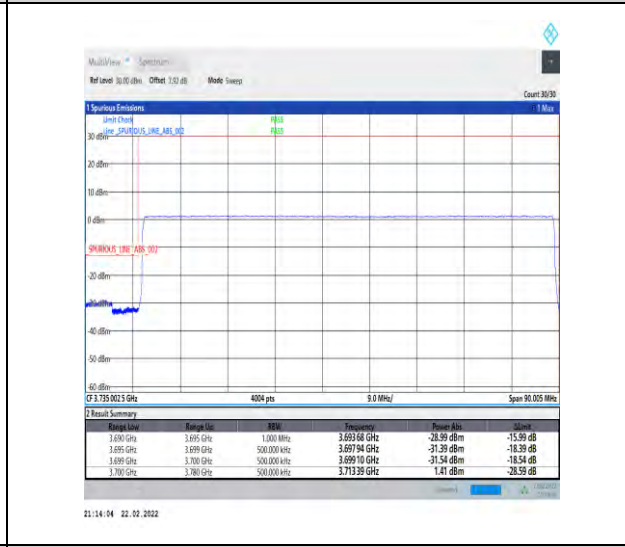 MultiView Spectrum
Ref Level 30.00 dBm Offset 7.92 dB Mode Sweep
Count 30/30
1 Spurious Emissions 1 Max
Limit Check PASS
Line _SPURIOUS_LINE_ABS_002 PASS
30 dBm
20 dBm
10 dBm
0 dBm
_SPURIOUS_LINE_ABS_002
-20 dBm
-30 dBm
-40 dBm
-50 dBm
-60 dBm
CF 3.735 002 5 GHz 4004 pts 9.0 MHz/ Span 90.005 MHz
2 Result Summary
Range Low Range Up RBW Frequency Power Abs ΔLimit
3.690 GHz 3.695 GHz 1.000 MHz 3.693 68 GHz -28.99 dBm -15.99 dB
3.695 GHz 3.699 GHz 500.000 kHz 3.697 94 GHz -31.39 dBm -18.39 dB
3.699 GHz 3.700 GHz 500.000 kHz 3.699 10 GHz -31.54 dBm -18.54 dB
3.700 GHz 3.780 GHz 500.000 kHz 3.713 39 GHz 1.41 dBm -28.59 dB
21:14:04 22.02.2022